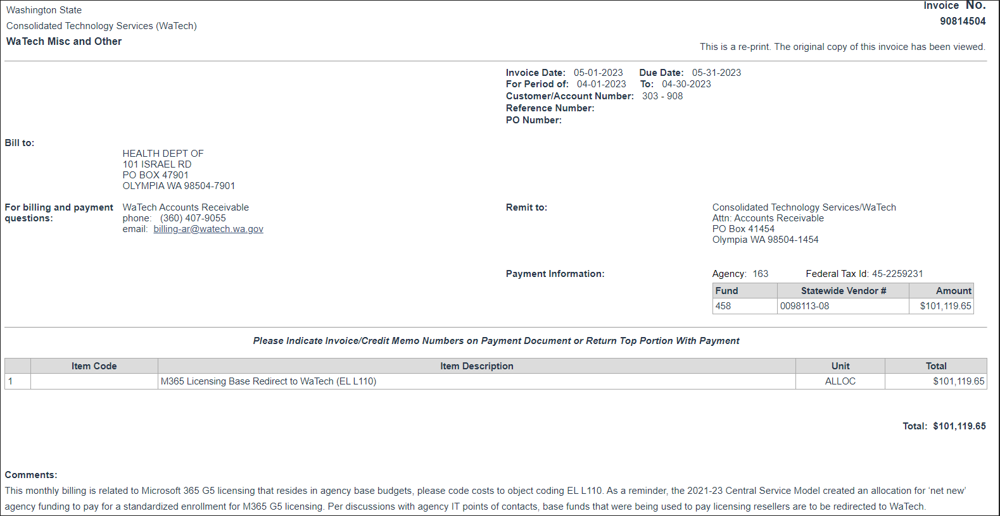 Washington State
Consolidated Technology Services (WaTech)
WaTech Misc and Other
Invoice No.
90814504
This is a re-print. The original copy of this invoice has been viewed.
Invoice Date: 05-01-2023 Due Date: 05-31-2023
For Period of: 04-01-2023 To: 04-30-2023
Customer/Account Number: 303 - 908
Reference Number:
PO Number:
Bill to:
HEALTH DEPT OF
101 ISRAEL RD
PO BOX 47901
OLYMPIA WA 98504-7901
For billing and payment questions:
WaTech Accounts Receivable
phone: (360) 407-9055
email: billing-ar@watech.wa.gov
Remit to:
Consolidated Technology Services/WaTech
Attn: Accounts Receivable
PO Box 41454
Olympia WA 98504-1454
Payment Information:
Agency: 163 Federal Tax Id: 45-2259231
Fund Statewide Vendor # Amount
458 0098113-08 $101,119.65
Please Indicate Invoice/Credit Memo Numbers on Payment Document or Return Top Portion With Payment
Item Code Item Description Unit Total
1 M365 Licensing Base Redirect to WaTech (EL L110) ALLOC $101,119.65
Total: $101,119.65
Comments:
This monthly billing is related to Microsoft 365 G5 licensing that resides in agency base budgets, please code costs to object coding EL L110. As a reminder, the 2021-23 Central Service Model created an allocation for ‘net new’
agency funding to pay for a standardized enrollment for M365 G5 licensing. Per discussions with agency IT points of contacts, base funds that were being used to pay licensing resellers are to be redirected to WaTech.